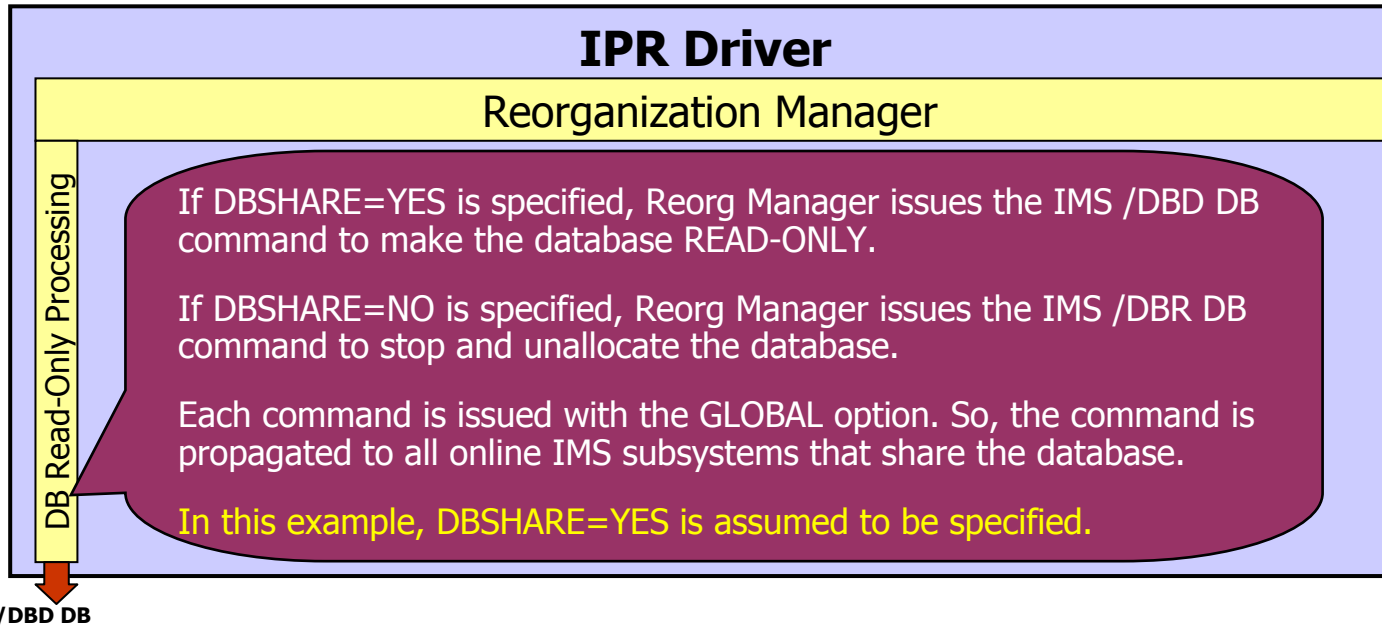 IPR Driver
Reorganization Manager
DB Read-Only Processing
If DBSHARE=YES is specified, Reorg Manager issues the IMS /DBD DB
command to make the database READ-ONLY.
If DBSHARE=NO is specified, Reorg Manager issues the IMS /DBR DB
command to stop and unallocate the database.
Each command is issued with the GLOBAL option. So, the command is
propagated to all online IMS subsystems that share the database.
In this example, DBSHARE=YES is assumed to be specified.
/DBD DB